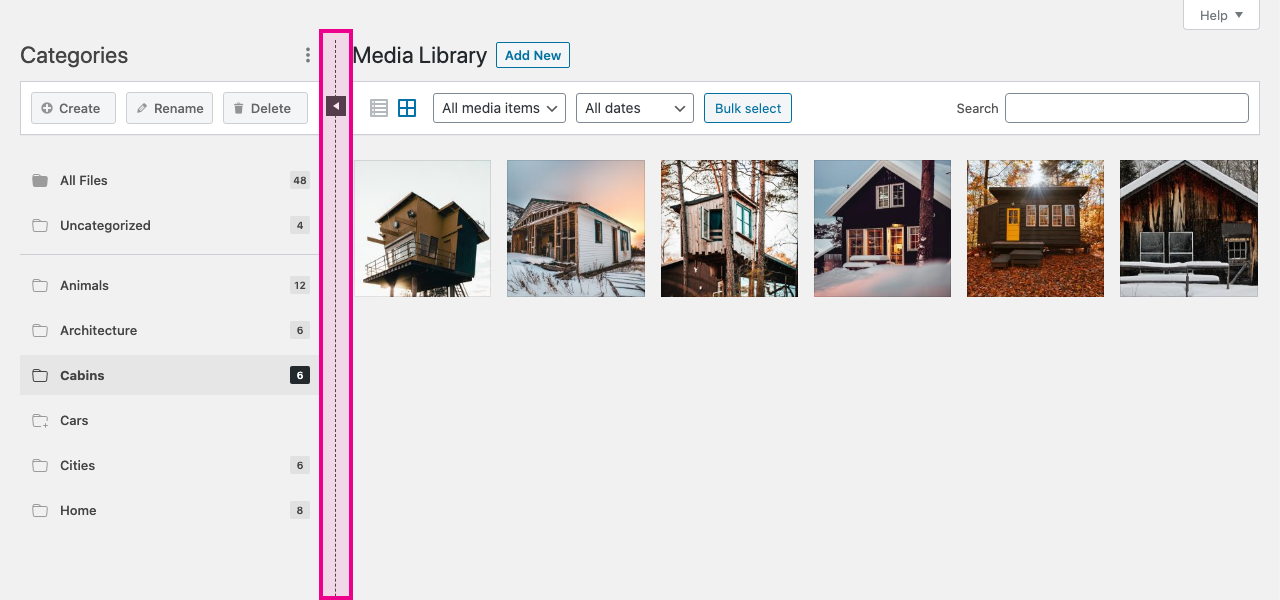 Help
Categories
Media Library
Add New
Create
Rename
Delete
All media items
All dates
Bulk select
Search
All Files 48
Uncategorized 4
Animals 12
Architecture 6
Cabins 6
Cars
Cities 6
Home 8